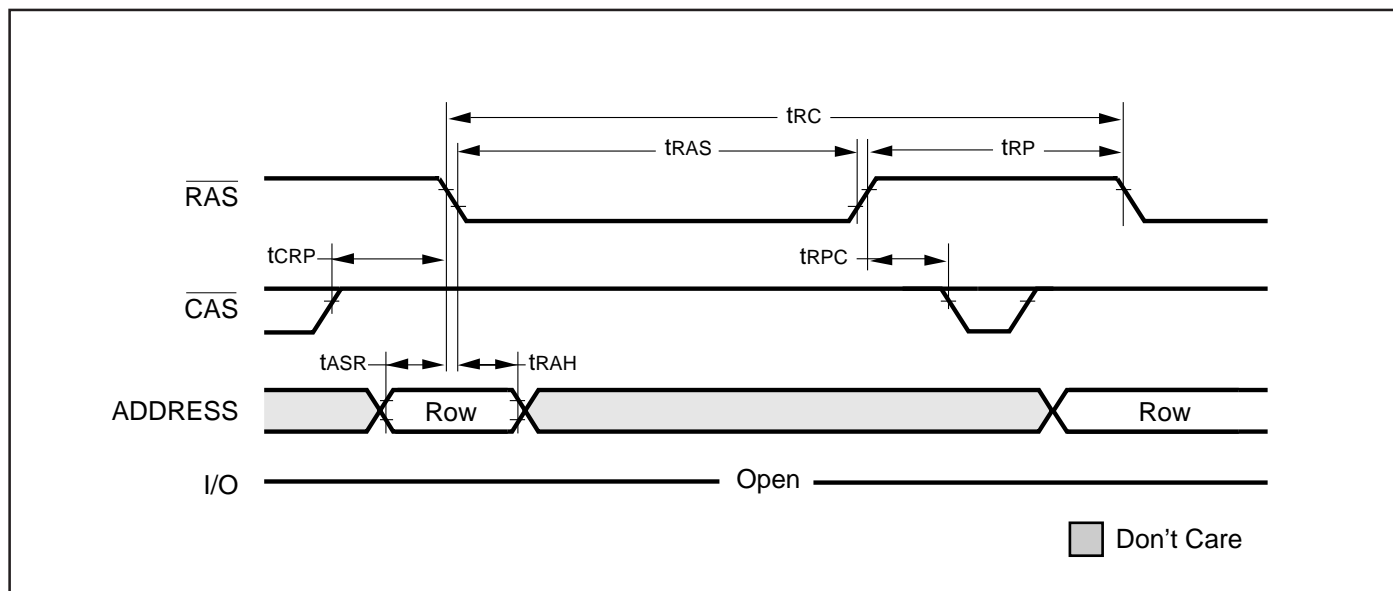 tRC
tRAS
tRP
RAS
tCRP
tRPC
CAS
tASR
tRAH
ADDRESS
Row
Row
I/O
Open
Don't Care